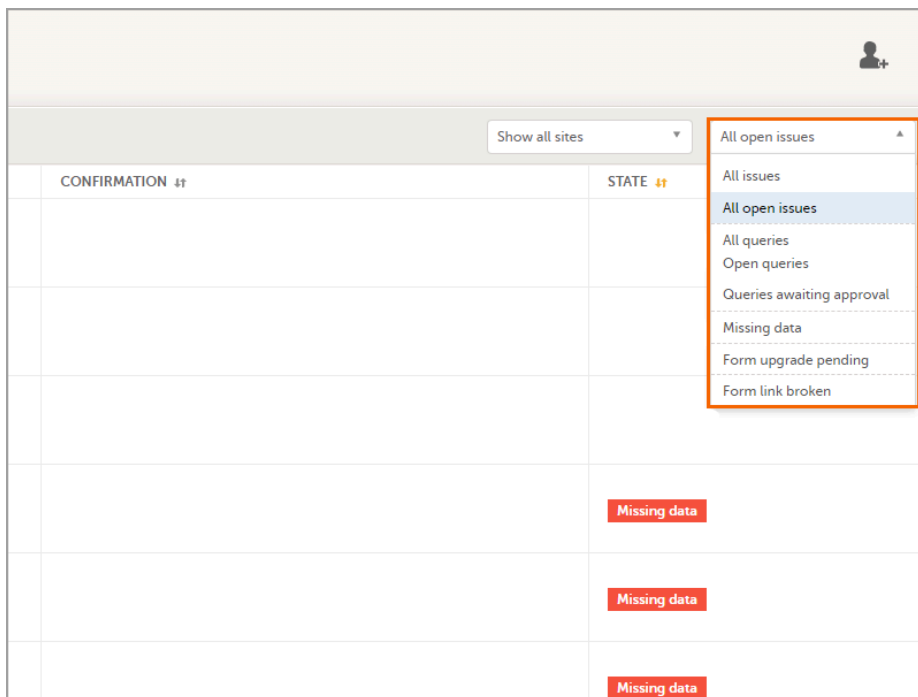 Show all sites
All open issues
CONFIRMATION
STATE
All issues
All open issues
All queries
Open queries
Queries awaiting approval
Missing data
Form upgrade pending
Form link broken
Missing data
Missing data
Missing data